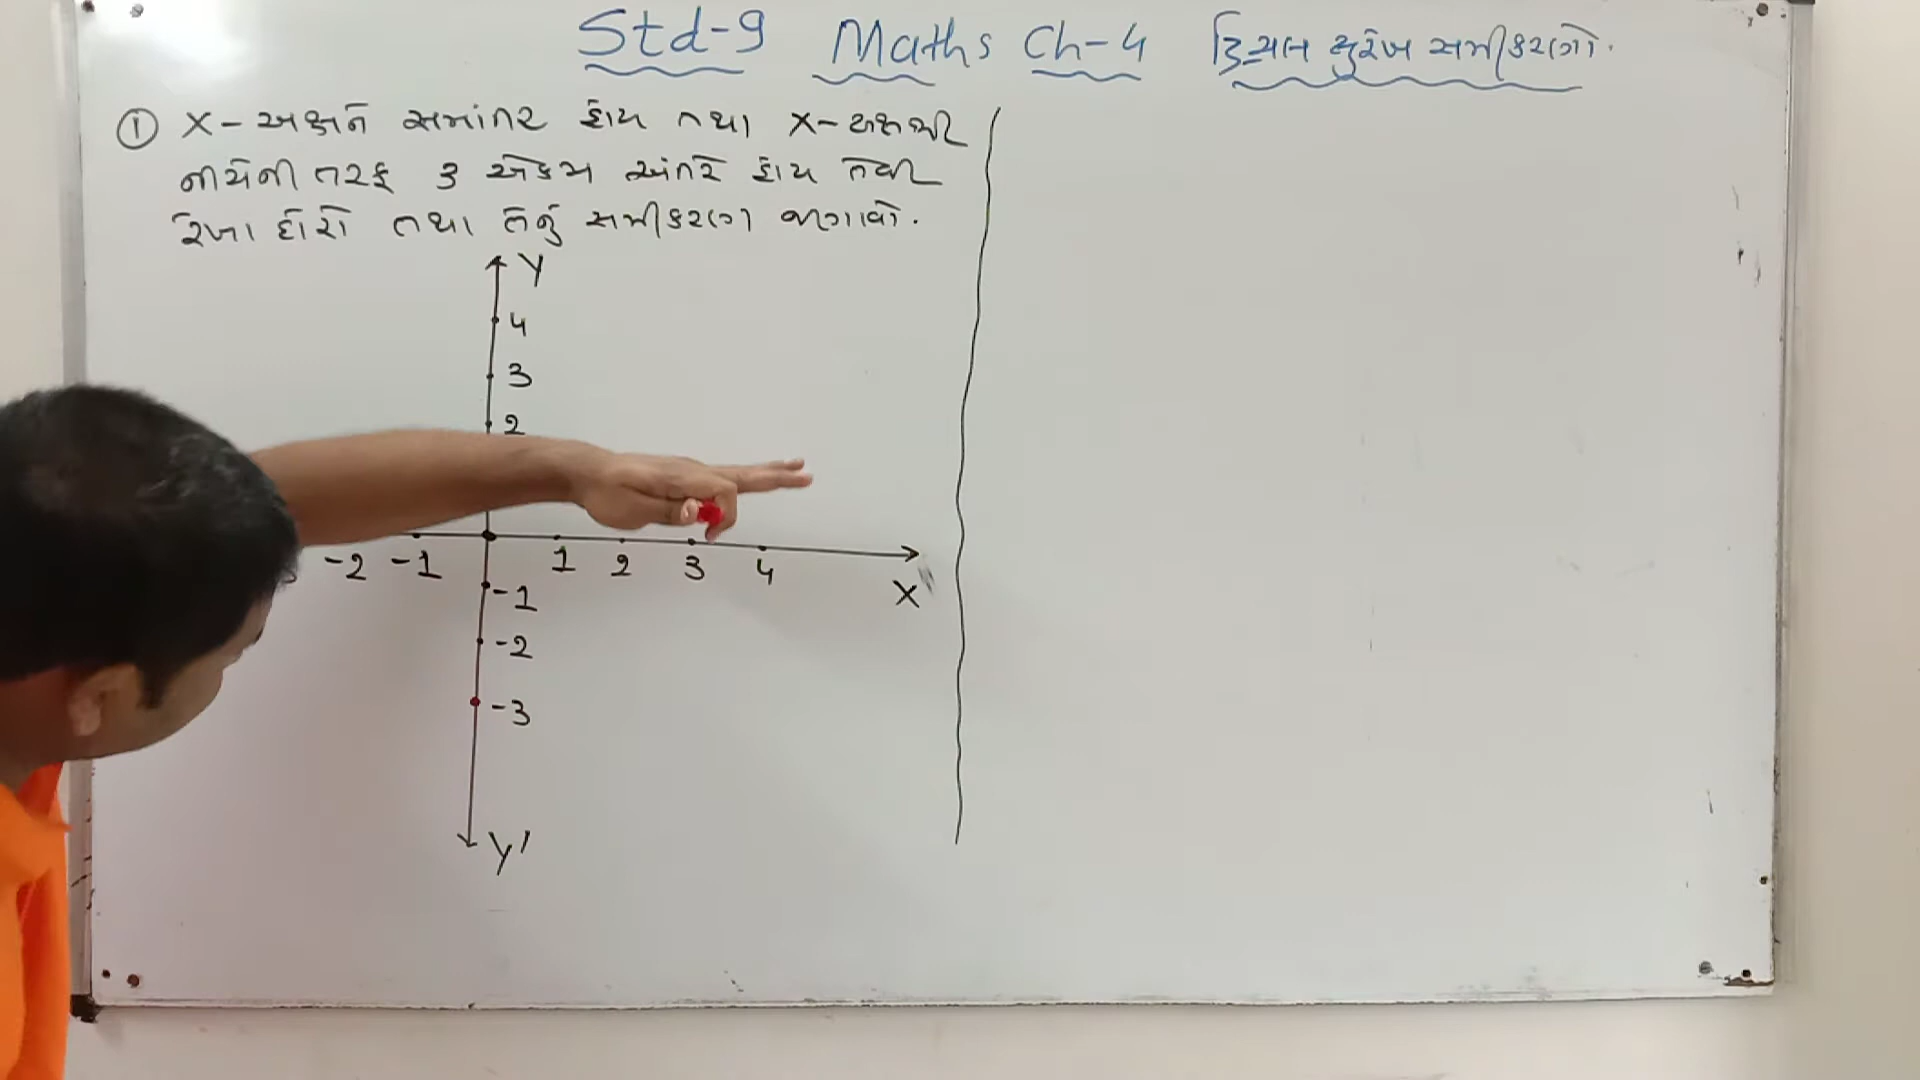 Std-9 Maths Ch-4 દ્વિચલ સુરેખ સમીકરણો.
① X-અક્ષને સમાંતર હોય તથા X-અક્ષથી
નીચેની તરફ 3 એકમ અંતરે હોય તેવી
રેખા દોરો તથા તેનું સમીકરણ જણાવો.
Y
4
3
2
-2 -1 1 2 3 4
X
-1
-2
-3
Y'